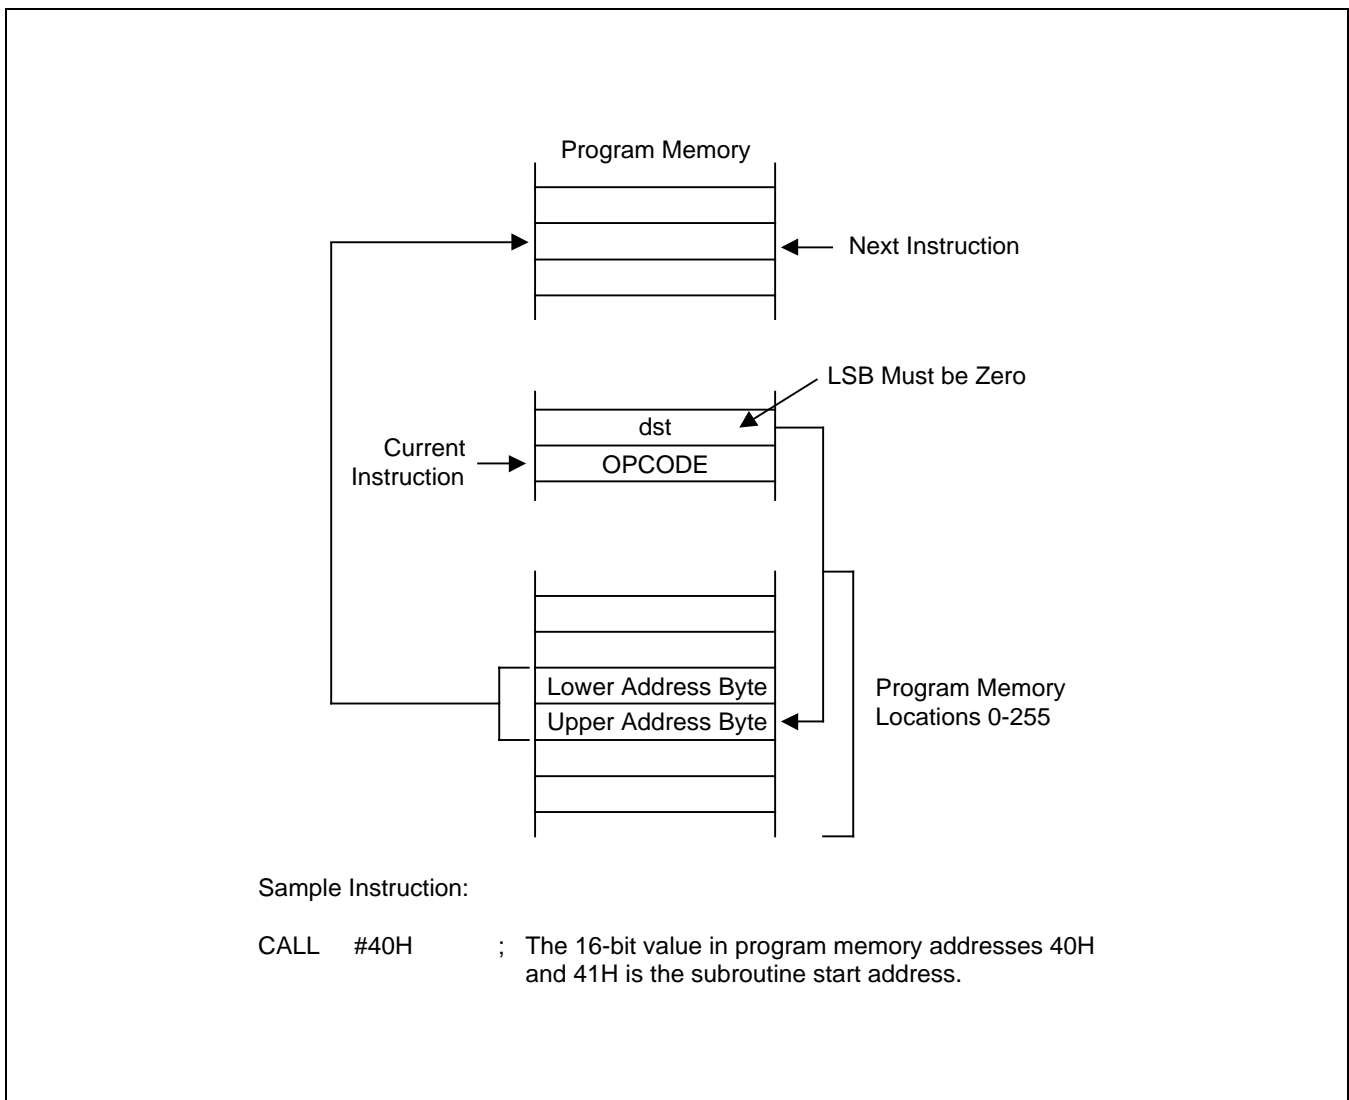 Program Memory
Next Instruction
LSB Must be Zero
dst
Current
Instruction
OPCODE
Lower Address Byte
Upper Address Byte
Program Memory
Locations 0-255
Sample Instruction:
CALL #40H ; The 16-bit value in program memory addresses 40H
and 41H is the subroutine start address.